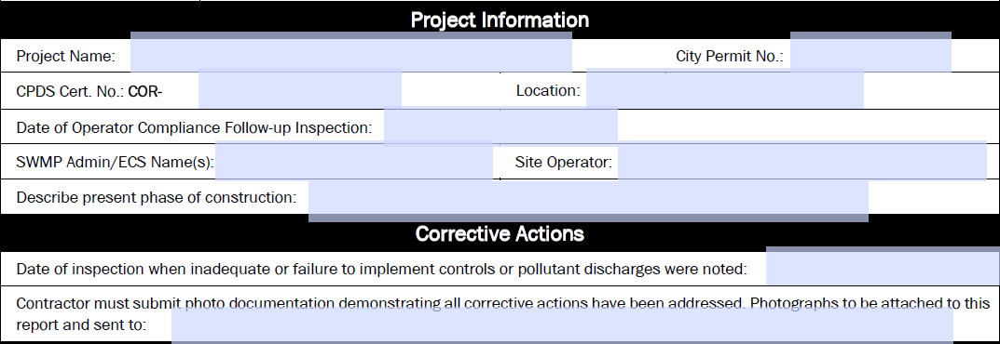 Project Information
Project Name: City Permit No.:
CPDS Cert. No.: COR- Location:
Date of Operator Compliance Follow-up Inspection:
SWMP Admin/ECS Name(s): Site Operator:
Describe present phase of construction:
Corrective Actions
Date of inspection when inadequate or failure to implement controls or pollutant discharges were noted:
Contractor must submit photo documentation demonstrating all corrective actions have been addressed. Photographs to be attached to this
report and sent to: